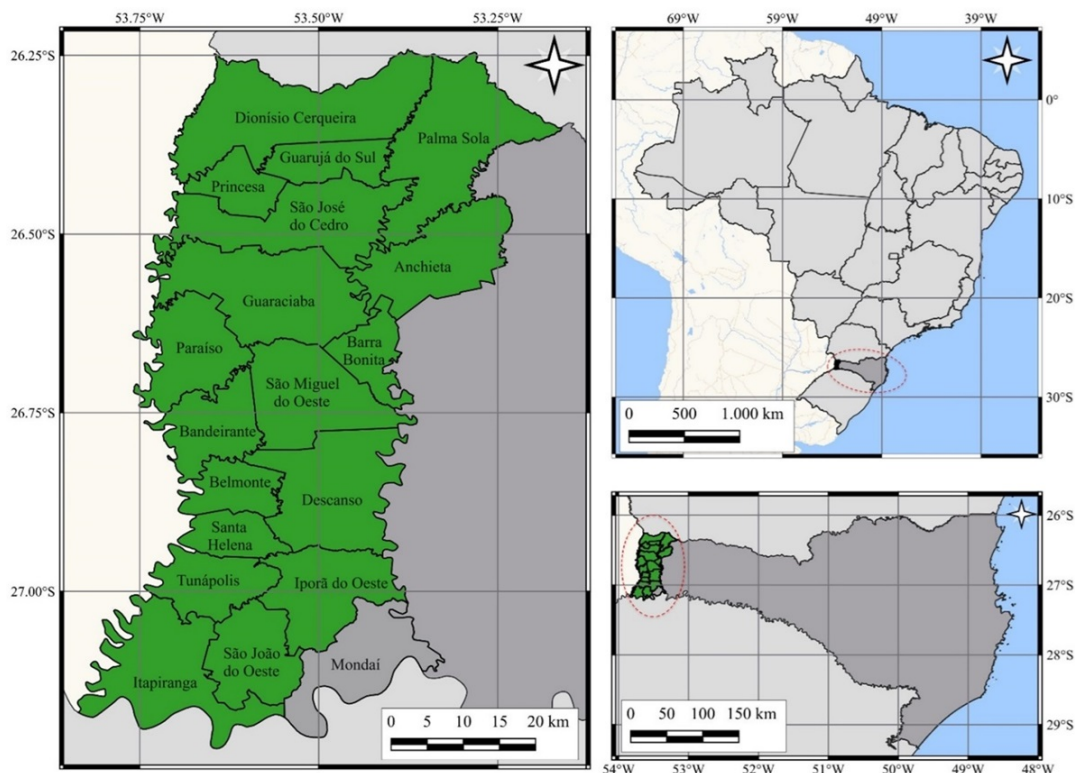 53.75°W 53.50°W 53.25°W
26.25°S
26.50°S
26.75°S
27.00°S
Dionísio Cerqueira
Palma Sola
Guarujá do Sul
Princesa
São José
do Cedro
Anchieta
Guaraciaba
Paraíso
Barra
Bonita
São Miguel
do Oeste
Bandeirante
Belmonte
Descanso
Santa
Helena
Tunápolis
Iporã do Oeste
São João
do Oeste
Mondaí
Itapiranga
0 5 10 15 20 km
69°W 59°W 49°W 39°W
0°
10°S
20°S
30°S
0 500 1.000 km
26°S
27°S
28°S
29°S
0 50 100 150 km
54°W 53°W 52°W 51°W 50°W 49°W 48°W